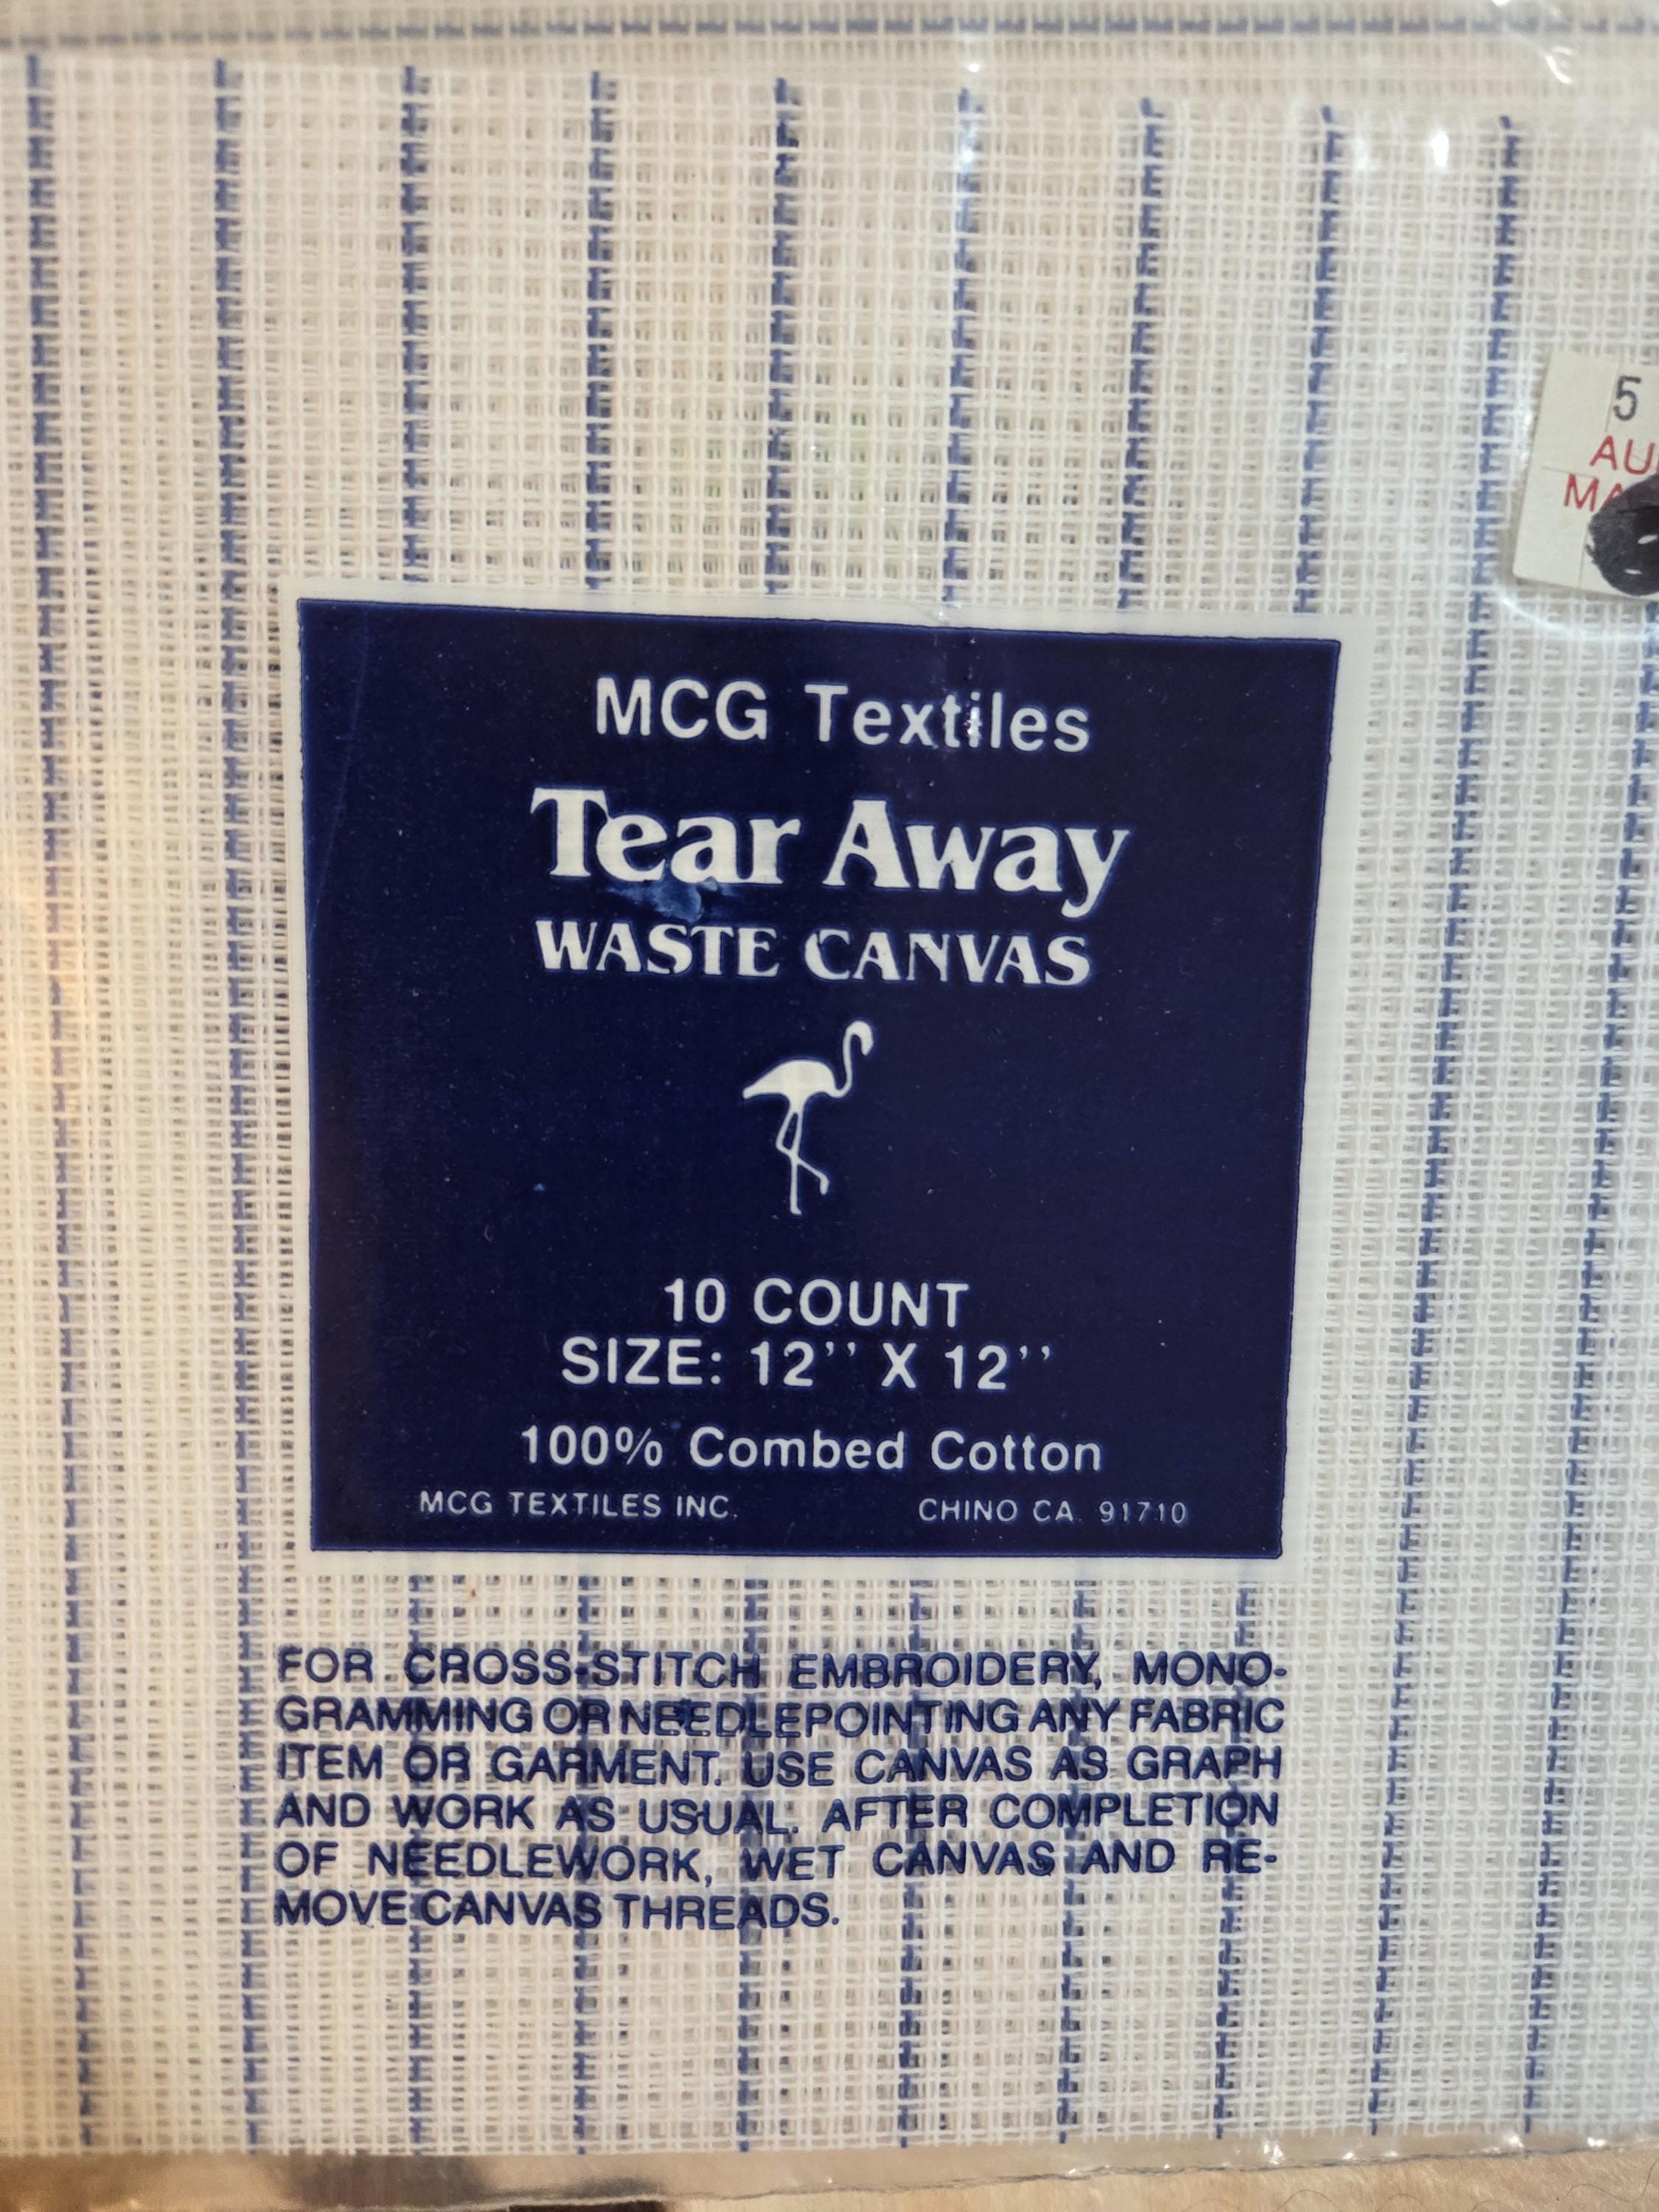 5
MCG Textiles
Tear Away
WASTE CANVAS
10 COUNT
SIZE: 12'' X 12''
100% Combed Cotton
MCG TEXTILES INC. CHINO CA. 91710
FOR CROSS-STITCH EMBROIDERY, MONO-
GRAMMING OR NEEDLEPOINTING ANY FABRIC
ITEM OR GARMENT. USE CANVAS AS GRAPH
AND WORK AS USUAL. AFTER COMPLETION
OF NEEDLEWORK, WET CANVAS AND RE-
MOVE CANVAS THREADS.